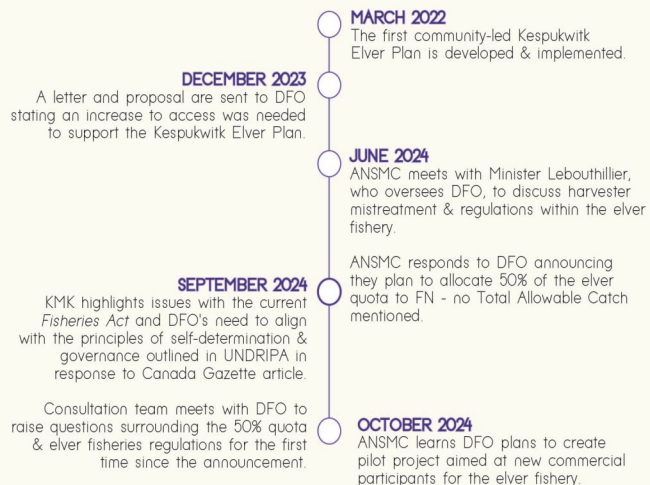 MARCH 2022
The first community-led Kespukwitk
Elver Plan is developed & implemented.
DECEMBER 2023
A letter and proposal are sent to DFO
stating an increase to access was needed
to support the Kespukwitk Elver Plan.
JUNE 2024
ANSMC meets with Minister Lebouthillier,
who oversees DFO, to discuss harvester
mistreatment & regulations within the elver
fishery.
ANSMC responds to DFO announcing
they plan to allocate 50% of the elver
quota to FN - no Total Allowable Catch
mentioned.
SEPTEMBER 2024
KMK highlights issues with the current
Fisheries Act and DFO's need to align
with the principles of self-determination &
governance outlined in UNDRIPA in
response to Canada Gazette article.
Consultation team meets with DFO to
raise questions surrounding the 50% quota
& elver fisheries regulations for the first
time since the announcement.
OCTOBER 2024
ANSMC learns DFO plans to create
pilot project aimed at new commercial
participants for the elver fishery.